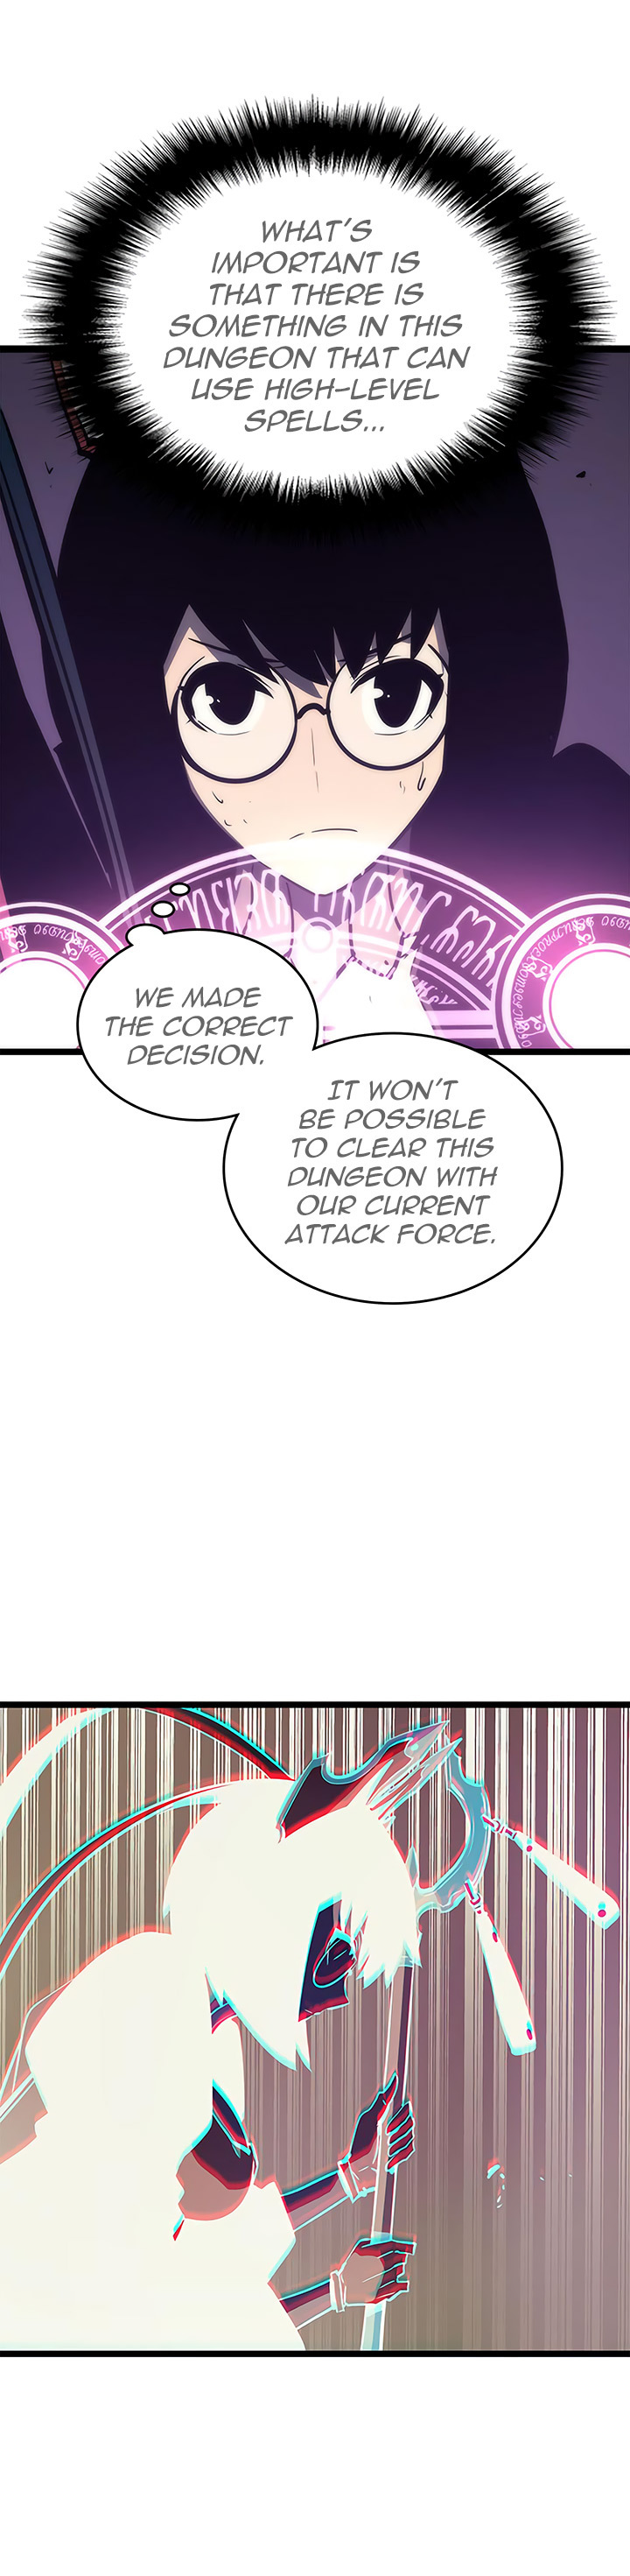 WHAT'S
IMPORTANT IS
THAT THERE IS
SOMETHING IN THIS
DUNGEON THAT CAN
USE HIGH-LEVEL
SPELLS...
WE MADE
THE CORRECT
DECISION.
IT WON'T
BE POSSIBLE
TO CLEAR THIS
DUNGEON WITH
OUR CURRENT
ATTACK FORCE.